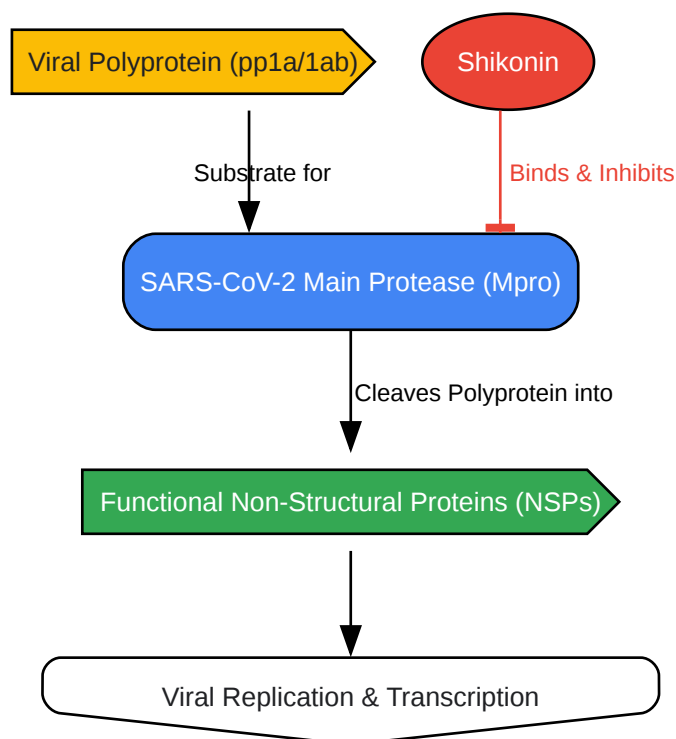 Viral Polyprotein (pp1a/1ab)
Shikonin
Substrate for
Binds & Inhibits
SARS-CoV-2 Main Protease (Mpro)
Cleaves Polyprotein into
Functional Non-Structural Proteins (NSPs)
Viral Replication & Transcription